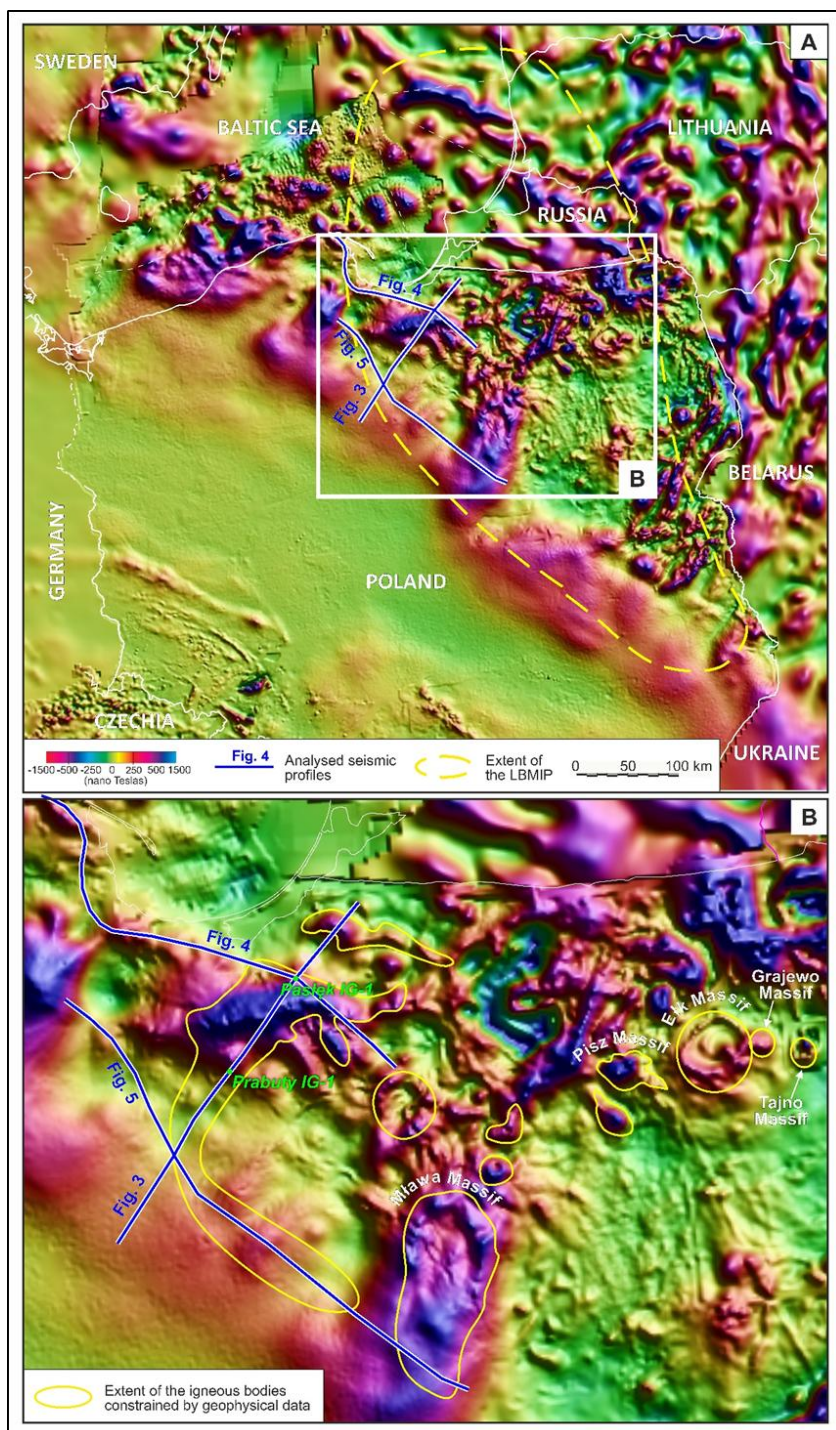 A
SWEDEN
BALTIC SEA
LITHUANIA
RUSSIA
Fig. 4
Fig. 5
Fig. 3
B
BELARUS
GERMANY
POLAND
CZECHIA
UKRAINE
-1500 -500 -250 0 250 500 1500
(nano Teslas)
Fig. 4
Analysed seismic
profiles
Extent of
the LBMIP
0 50 100 km
B
Fig. 4
Pasłęk IG-1
Grajewo
Massif
Ełk Massif
Pisz Massif
Prabuty IG-1
Fig. 5
Tajno
Massif
Fig. 3
Mława Massif
Extent of the igneous bodies
constrained by geophysical data